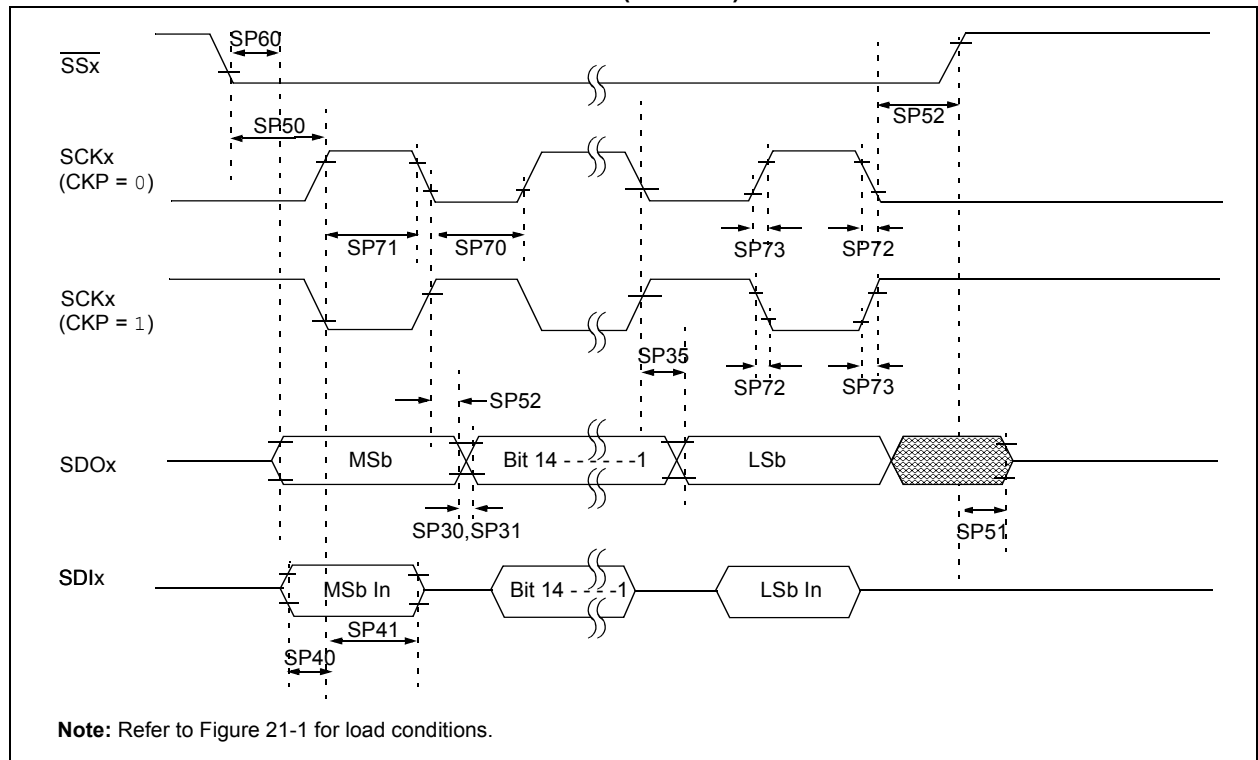 SP60
SSx
SP52
SP50
SCKx
(CKP = 0)
SP71
SP70
SP73
SP72
SCKx
(CKP = 1)
SP35
SP72
SP73
SP52
SDOx
MSb
Bit 14 - - - - - -1
LSb
SP30,SP31
SP51
SDIx
MSb In
Bit 14 - - - -1
LSb In
SP41
SP40
Note: Refer to Figure 21-1 for load conditions.